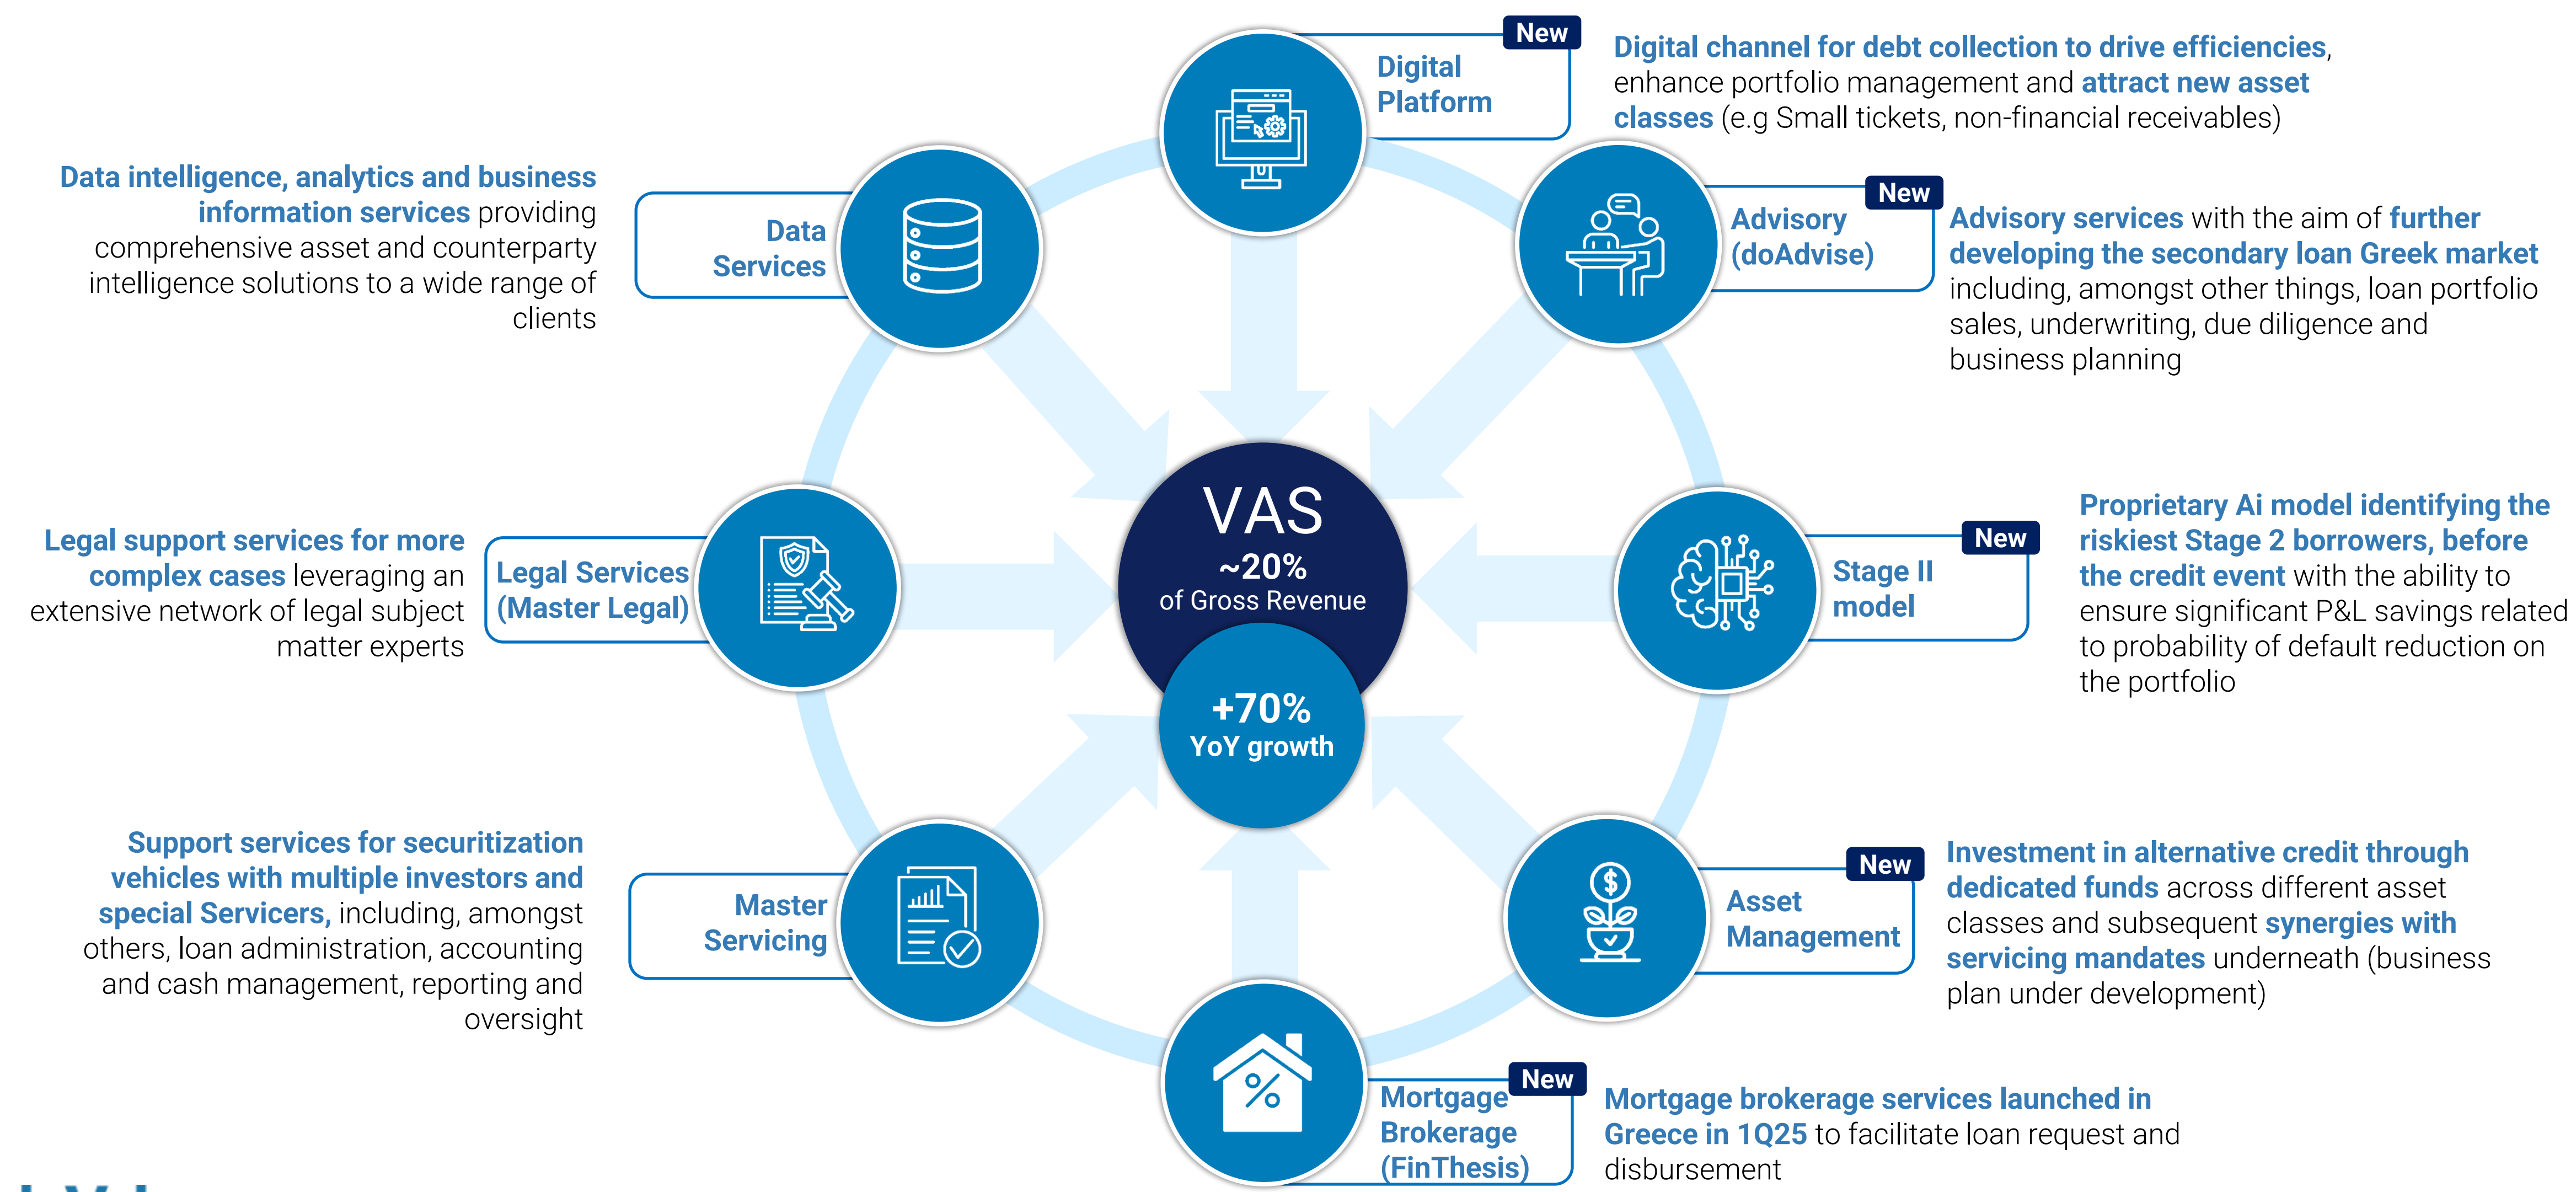 New
Digital
Platform
Digital channel for debt collection to drive efficiencies,
enhance portfolio management and attract new asset
classes (e.g Small tickets, non-financial receivables)
New
Advisory
(doAdvise)
Advisory services with the aim of further
developing the secondary loan Greek market
including, amongst other things, loan portfolio
sales, underwriting, due diligence and
business planning
New
Stage II
model
Proprietary Ai model identifying the
riskiest Stage 2 borrowers, before
the credit event with the ability to
ensure significant P&L savings related
to probability of default reduction on
the portfolio
New
Asset
Management
Investment in alternative credit through
dedicated funds across different asset
classes and subsequent synergies with
servicing mandates underneath (business
plan under development)
New
Mortgage
Brokerage
(FinThesis)
Mortgage brokerage services launched in
Greece in 1Q25 to facilitate loan request and
disbursement
Data intelligence, analytics and business
information services providing
comprehensive asset and counterparty
intelligence solutions to a wide range of
clients
Data
Services
Legal support services for more
complex cases leveraging an
extensive network of legal subject
matter experts
Legal Services
(Master Legal)
Support services for securitization
vehicles with multiple investors and
special Servicers, including, amongst
others, loan administration, accounting
and cash management, reporting and
oversight
Master
Servicing
VAS
~20%
of Gross Revenue
+70%
YoY growth